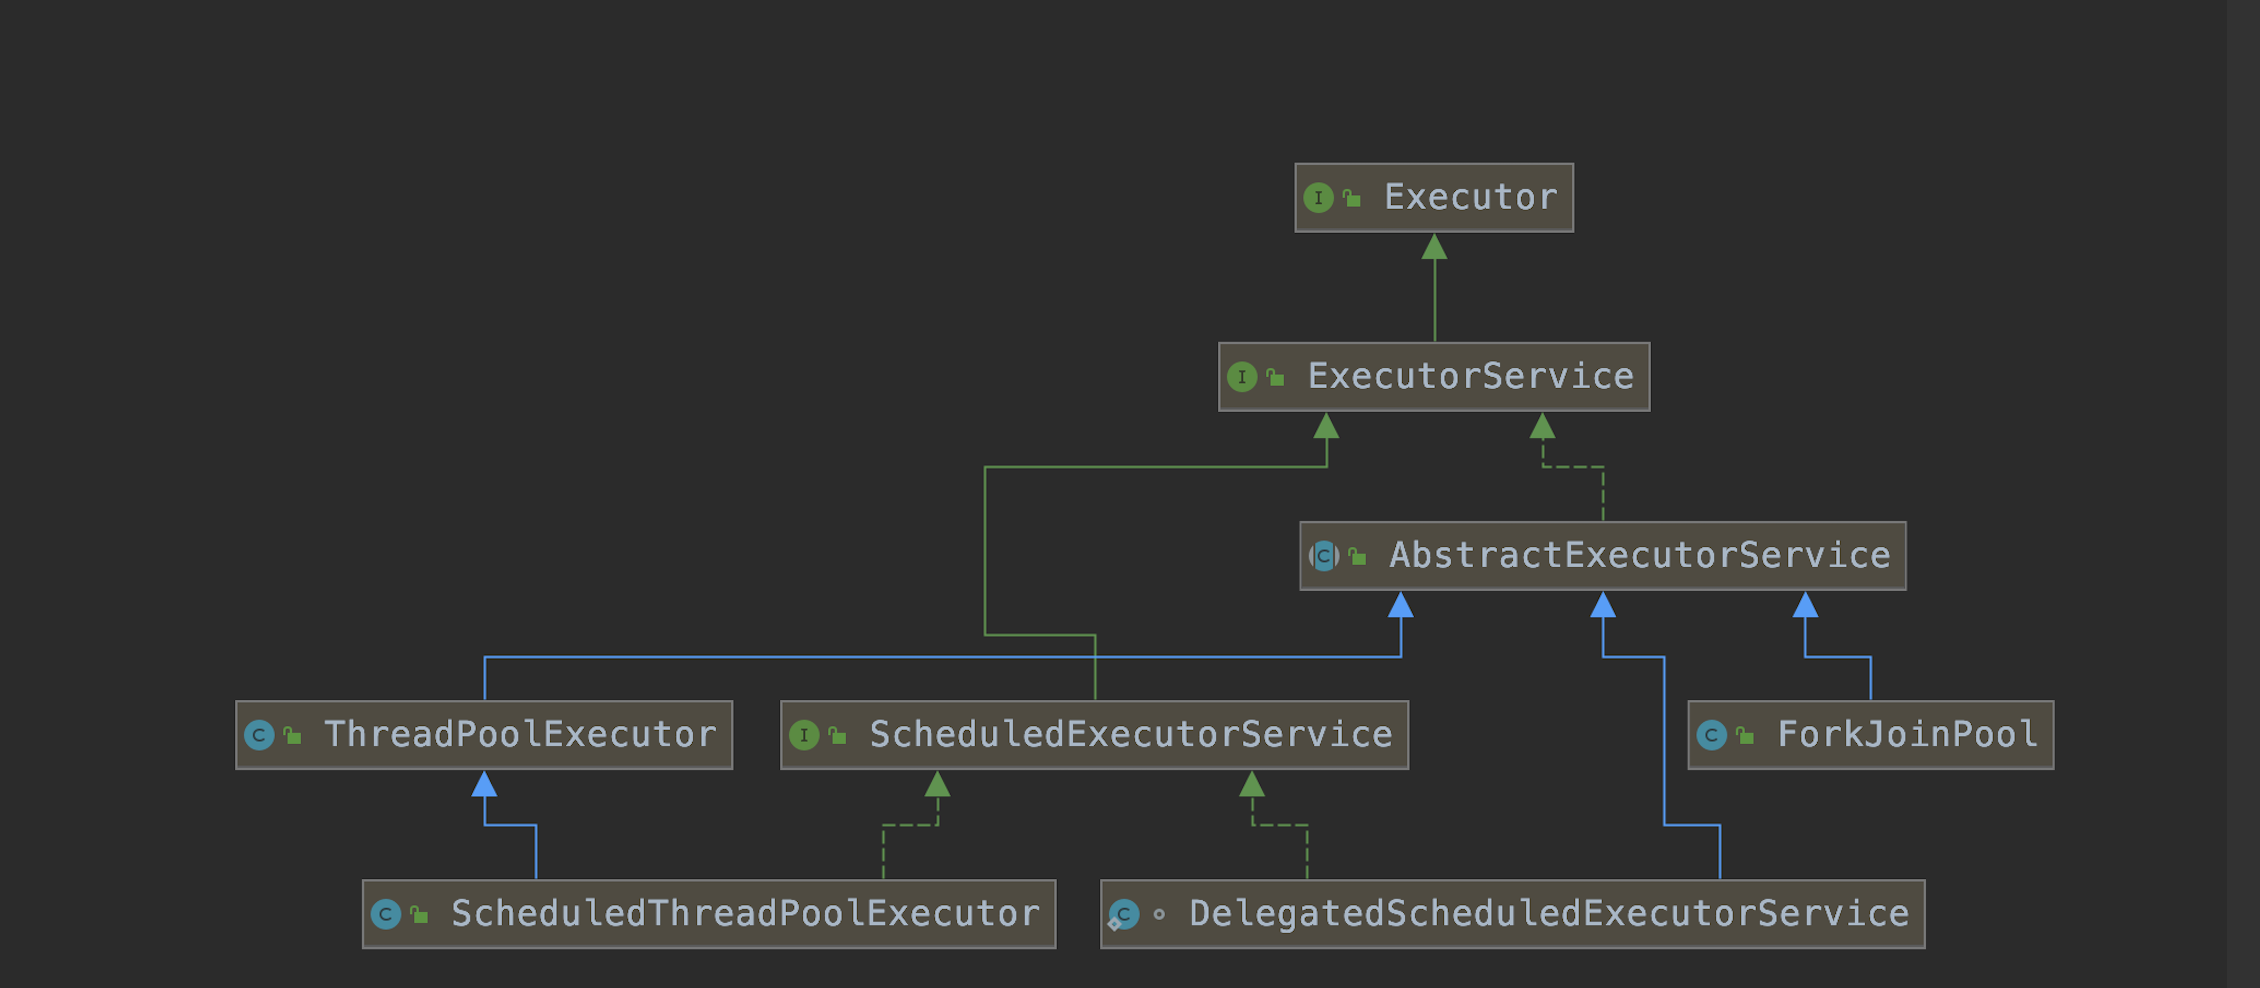 I Executor
I ExecutorService
C AbstractExecutorService
C ThreadPoolExecutor
I ScheduledExecutorService
C ForkJoinPool
C ScheduledThreadPoolExecutor
C DelegatedScheduledExecutorService